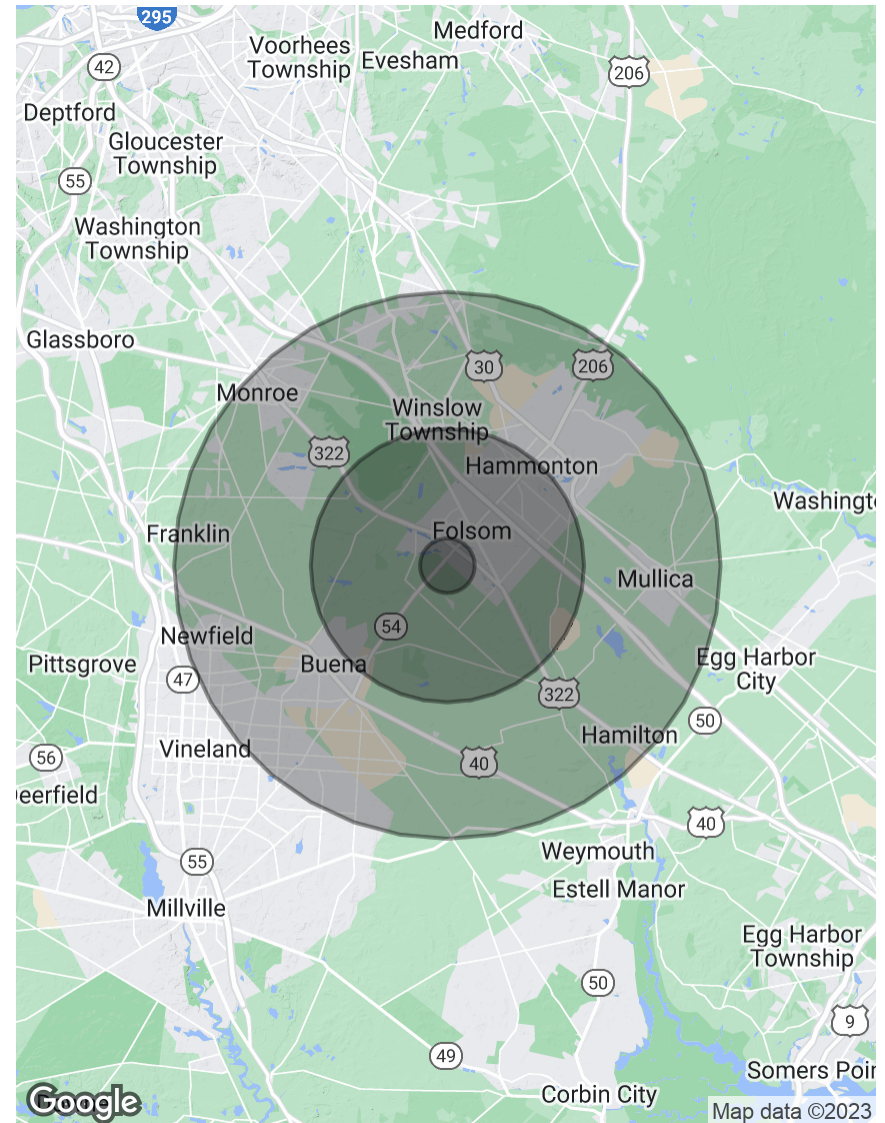 295
Medford
Voorhees
Township
Evesham
42
206
Deptford
Gloucester
Township
55
Washington
Township
Glassboro
30
206
Monroe
Winslow
Township
322
Hammonton
Washingt
Folsom
Franklin
Mullica
54
Newfield
Buena
Egg Harbor
City
Pittsgrove
47
322
50
Hamilton
Vineland
56
40
eerfield
40
Weymouth
55
Estell Manor
Millville
Egg Harbor
Township
50
9
49
Somers Poin
Corbin City
Google
Map data ©2023